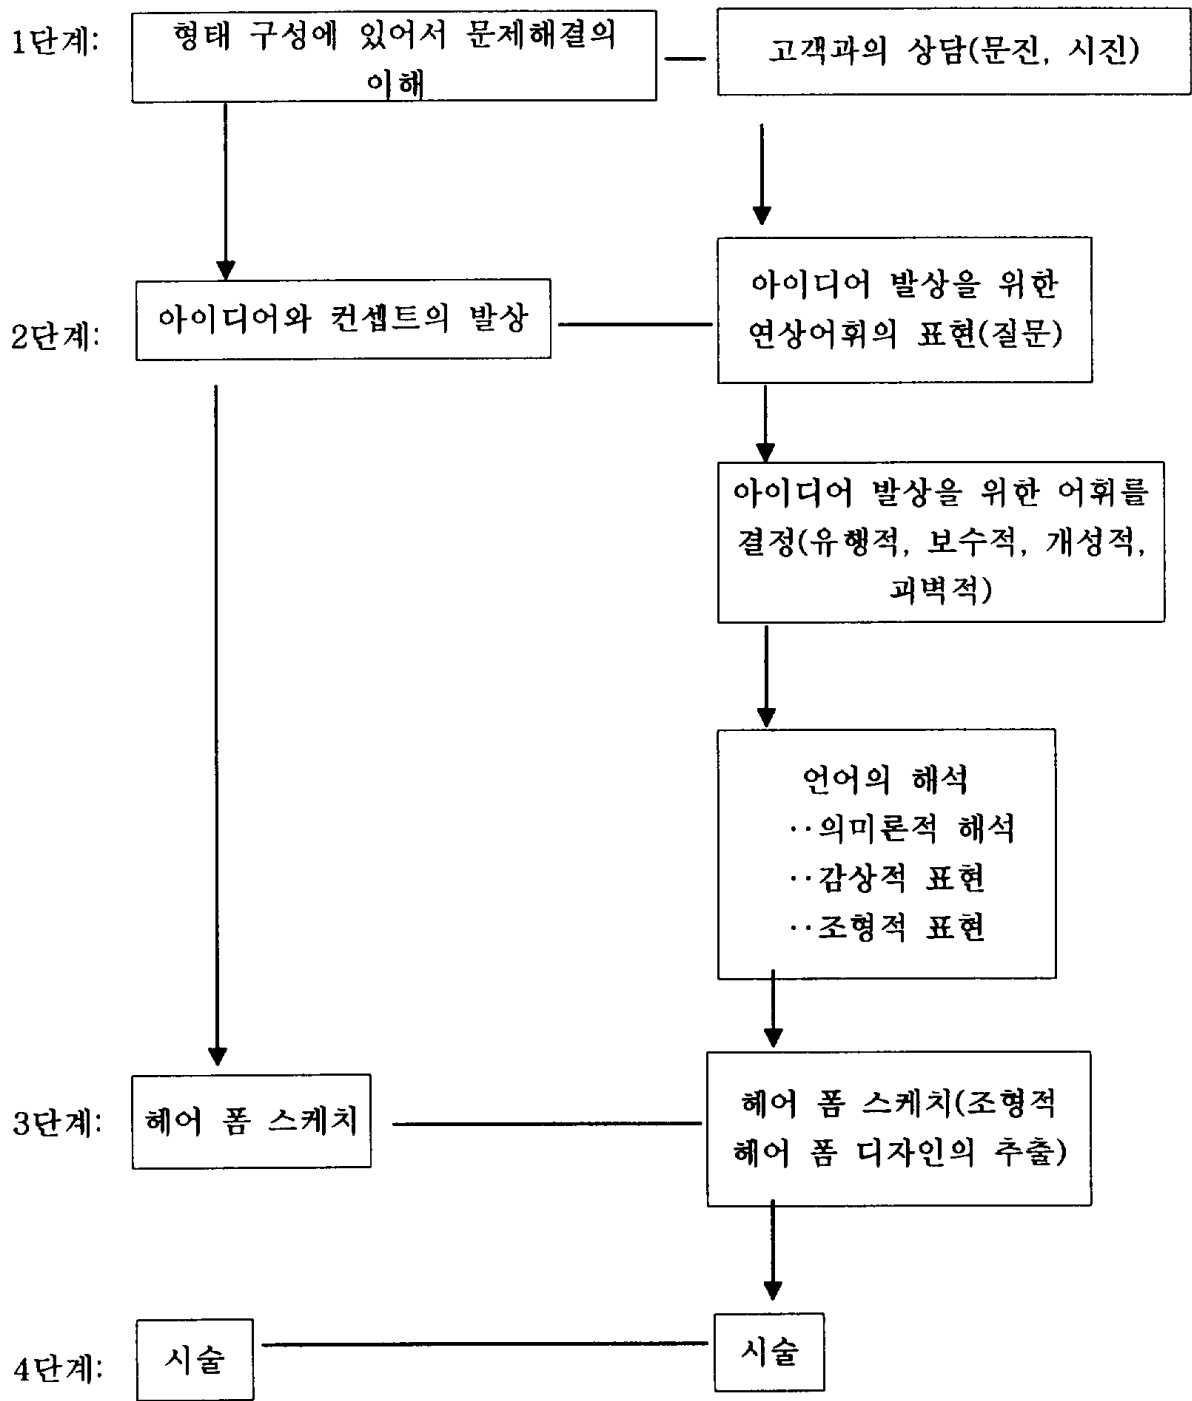 1단계:
형태 구성에 있어서 문제해결의
이해
고객과의 상담(문진, 시진)
2단계:
아이디어와 컨셉트의 발상
아이디어 발상을 위한
연상어휘의 표현(질문)
아이디어 발상을 위한 어휘를
결정(유행적, 보수적, 개성적,
괴벽적)
언어의 해석
··의미론적 해석
··감상적 표현
··조형적 표현
3단계:
헤어 폼 스케치
헤어 폼 스케치(조형적
헤어 폼 디자인의 추출)
4단계:
시술
시술